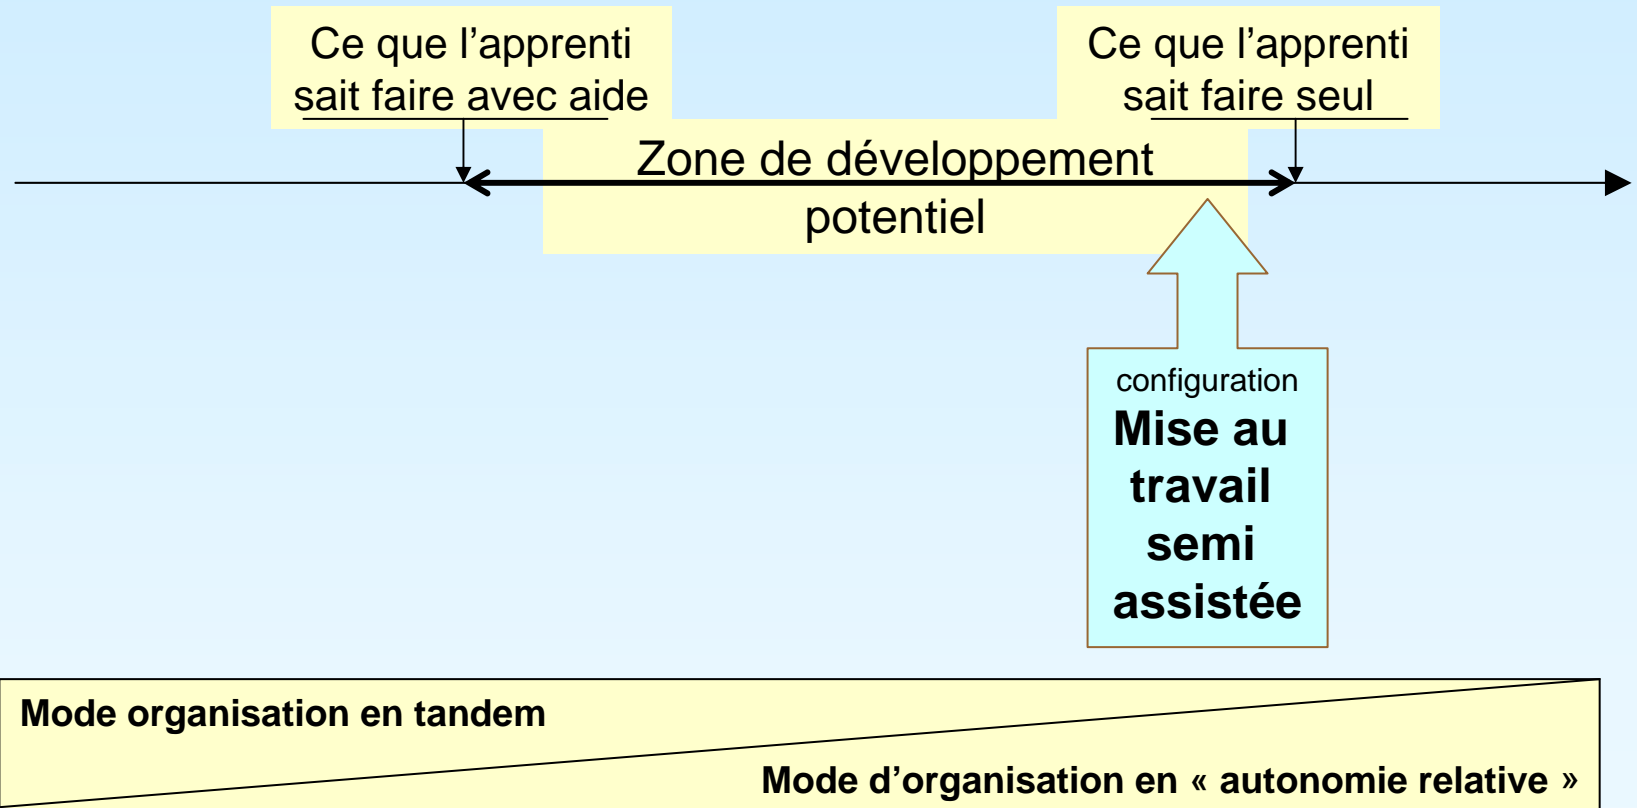 Ce que l’apprenti
sait faire avec aide
Ce que l’apprenti
sait faire seul
Zone de développement
potentiel
configuration
Mise au
travail
semi
assistée
Mode organisation en tandem
Mode d’organisation en « autonomie relative »